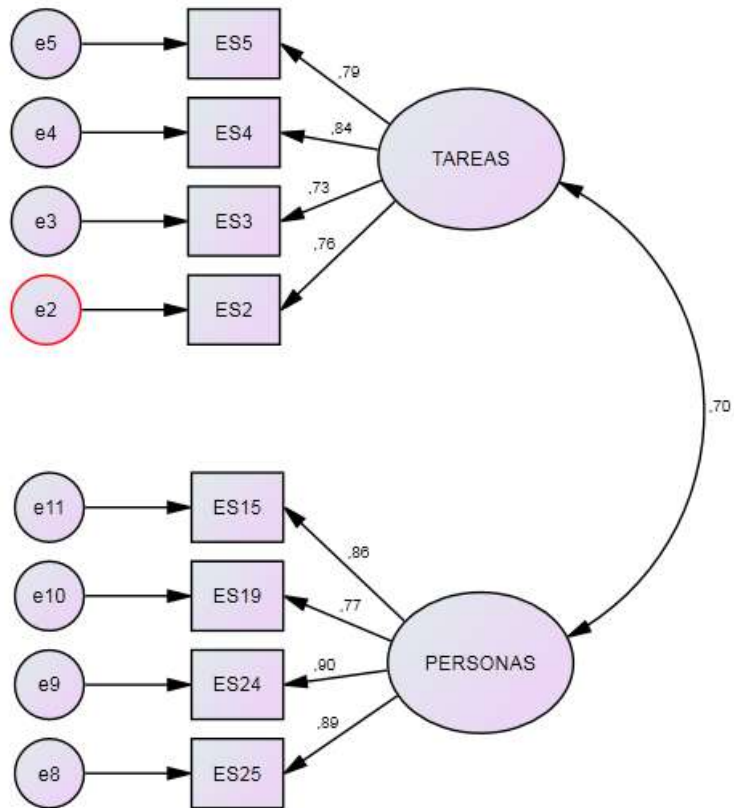 e5
ES5
,79
e4
ES4
,84
TAREAS
e3
ES3
,73
e2
ES2
,76
,70
e11
ES15
,86
e10
ES19
,77
PERSONAS
e9
ES24
,90
e8
ES25
,89